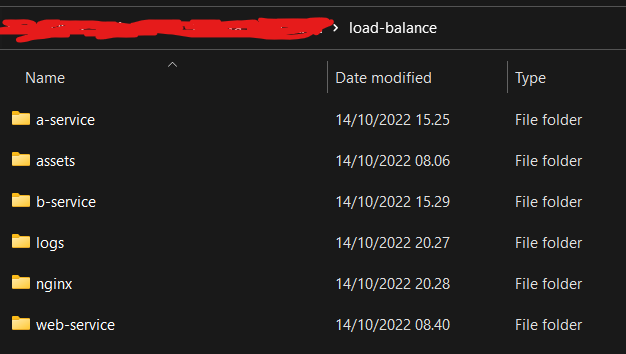 > load-balance
Name Date modified Type
a-service 14/10/2022 15.25 File folder
assets 14/10/2022 08.06 File folder
b-service 14/10/2022 15.29 File folder
logs 14/10/2022 20.27 File folder
nginx 14/10/2022 20.28 File folder
web-service 14/10/2022 08.40 File folder